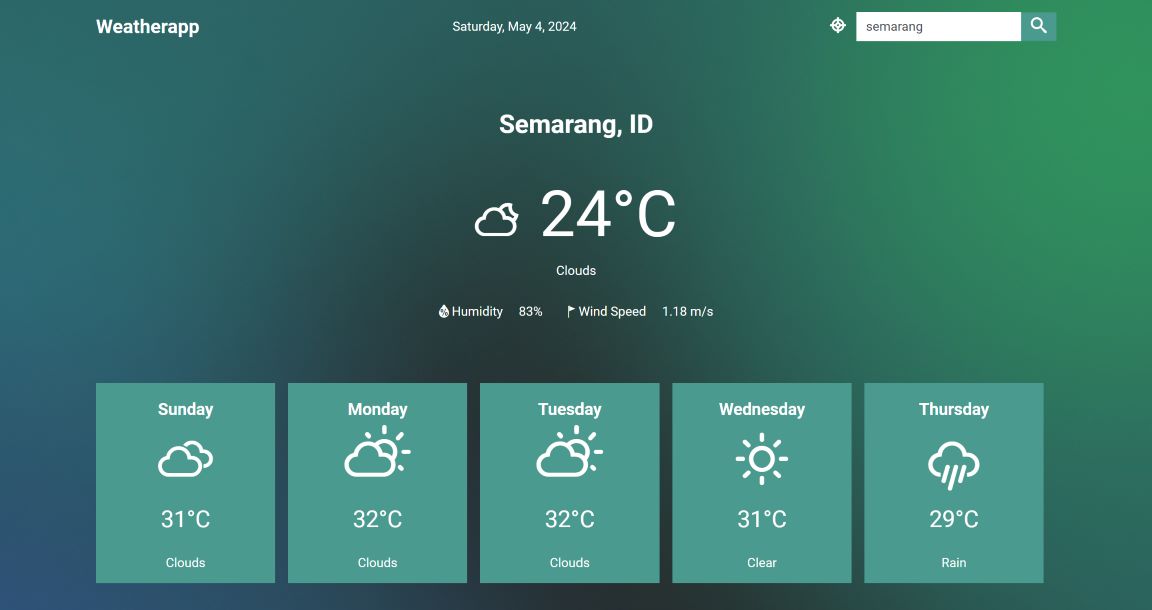 Weatherapp
Saturday, May 4, 2024
semarang
Semarang, ID
24°C
Clouds
Humidity 83% Wind Speed 1.18 m/s
Sunday
31°C
Clouds
Monday
32°C
Clouds
Tuesday
32°C
Clouds
Wednesday
31°C
Clear
Thursday
29°C
Rain